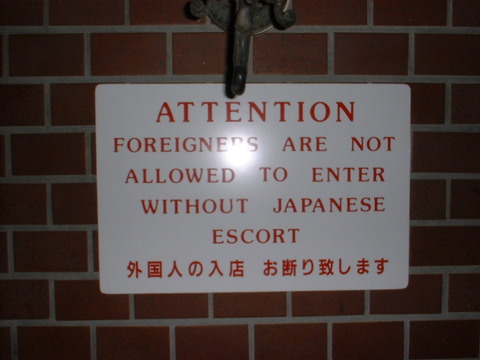 ATTENTION
FOREIGNERS ARE NOT
ALLOWED TO ENTER
WITHOUT JAPANESE
ESCORT
外国人の入店 お断り致します